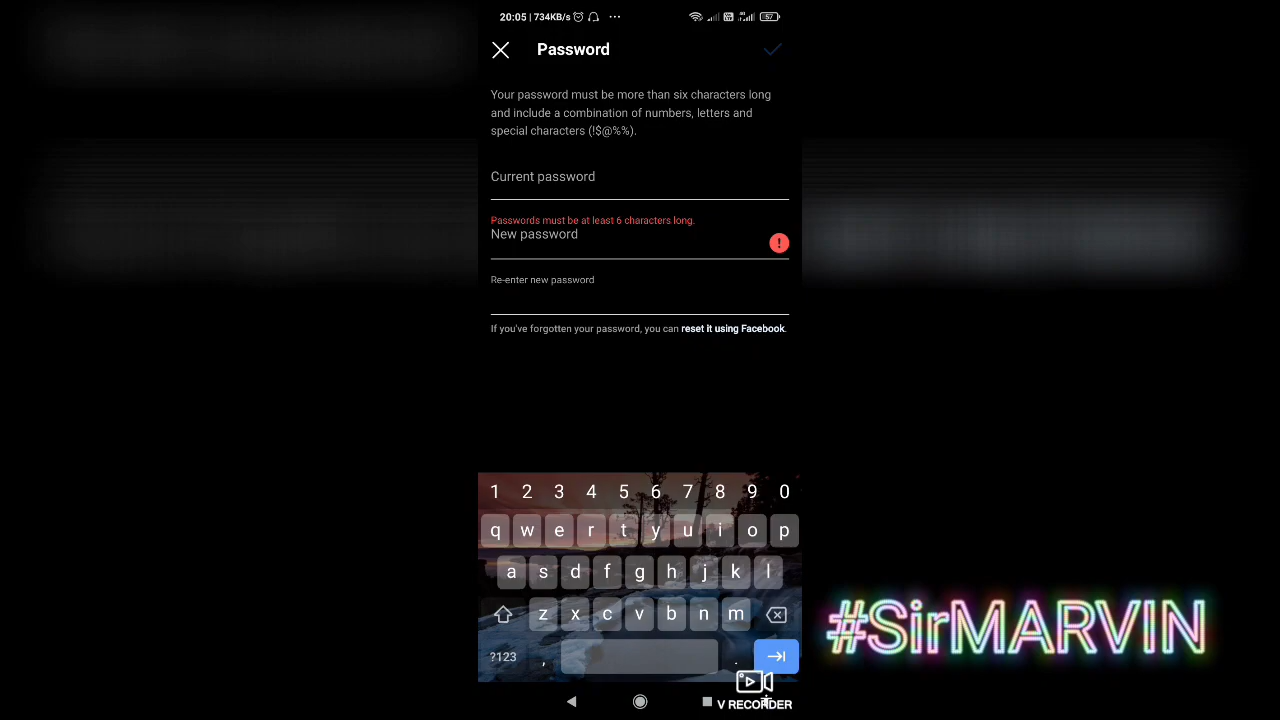 20:05 | 734KB/s ...
57
Password
Your password must be more than six characters long
and include a combination of numbers, letters and
special characters (!$@%%).
Current password
Passwords must be at least 6 characters long.
New password
!
Re-enter new password
If you've forgotten your password, you can reset it using Facebook.
1 2 3 4 5 6 7 8 9 0
q w e r t y u i o p
a s d f g h j k l
z x c v b n m
?123 , .
#SirMARVIN
V RECORDER